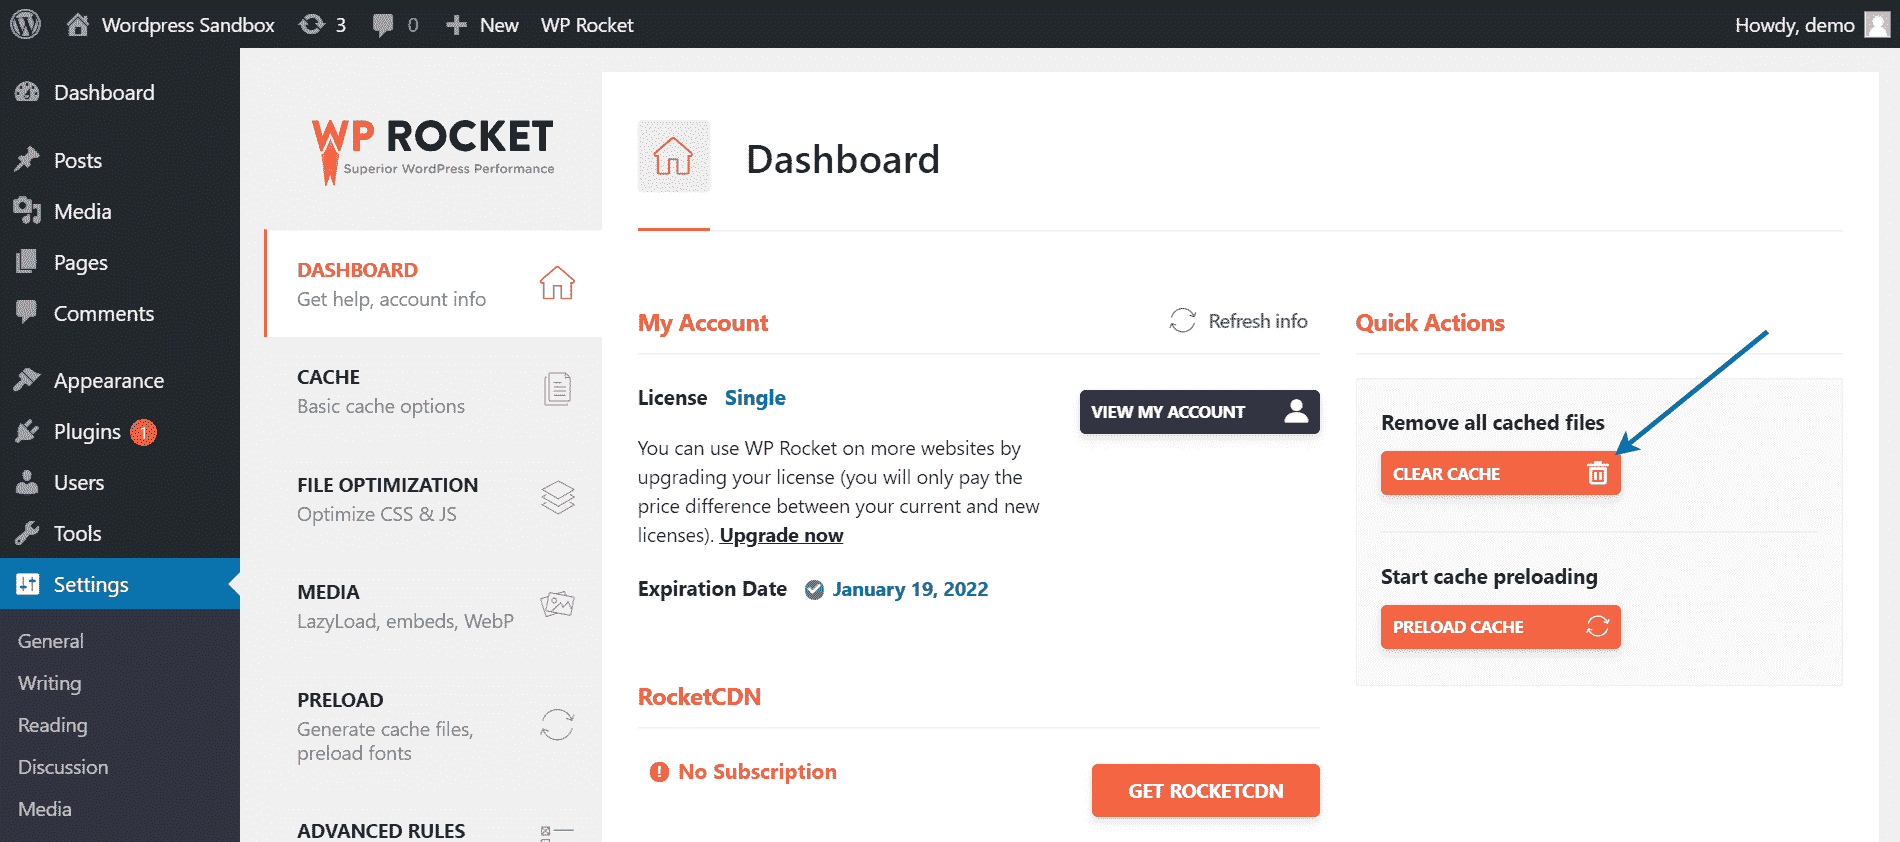 Wordpress Sandbox 3 0 New WP Rocket Howdy, demo
Dashboard
Posts
Media
Pages
Comments
Appearance
Plugins 1
Users
Tools
Settings
General
Writing
Reading
Discussion
Media
WP ROCKET
Superior WordPress Performance
DASHBOARD
Get help, account info
CACHE
Basic cache options
FILE OPTIMIZATION
Optimize CSS & JS
MEDIA
LazyLoad, embeds, WebP
PRELOAD
Generate cache files,
preload fonts
ADVANCED RULES
Dashboard
My Account
Refresh info
License Single
VIEW MY ACCOUNT
You can use WP Rocket on more websites by
upgrading your license (you will only pay the
price difference between your current and new
licenses). Upgrade now
Expiration Date January 19, 2022
RocketCDN
No Subscription
GET ROCKETCDN
Quick Actions
Remove all cached files
CLEAR CACHE
Start cache preloading
PRELOAD CACHE